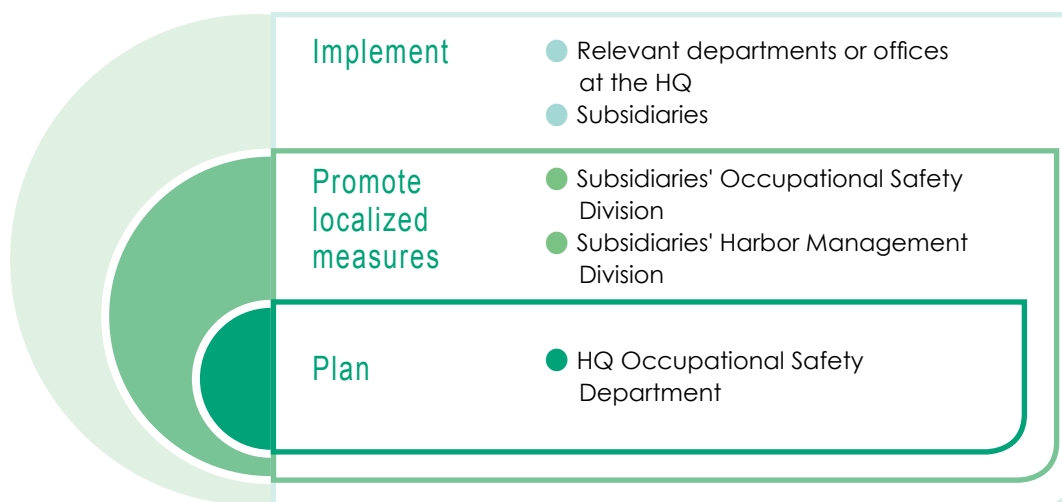 Implement
Relevant departments or offices
at the HQ
Subsidiaries
Promote
localized
measures
Subsidiaries' Occupational Safety
Division
Subsidiaries' Harbor Management
Division
Plan
HQ Occupational Safety
Department